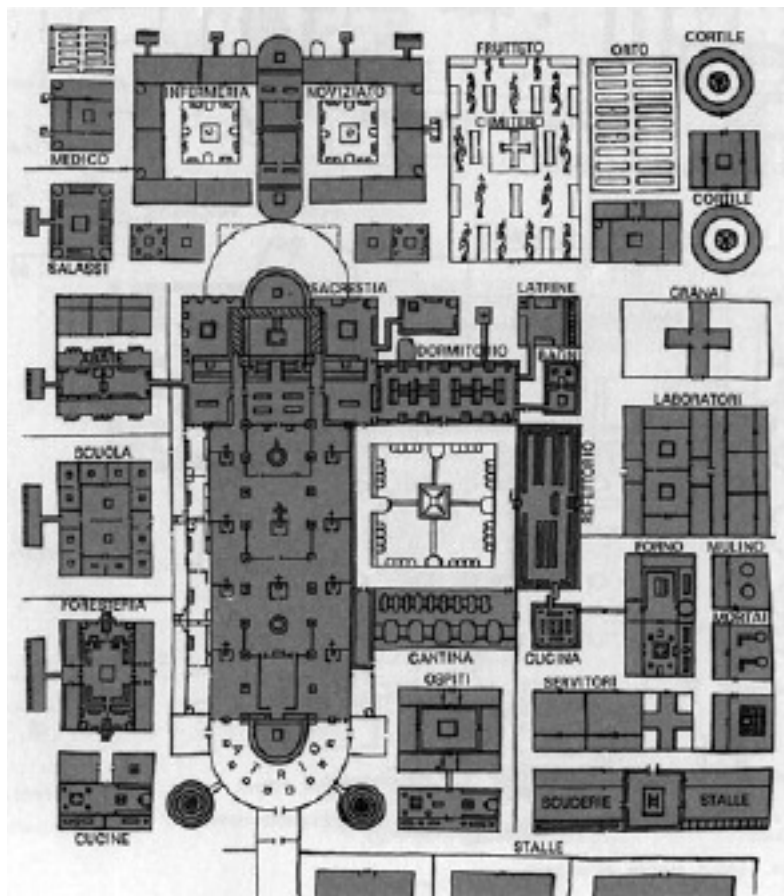 FRUTTETO
ORTO
CORTILE
INFERMERIA
NOVIZIATO
CIMITERO
MEDICO
CORTILE
SALASSI
SACRESTIA
LATRINE
GRANAI
DORMITORIO
BAGNI
LABORATORI
SCUOLA
REFETTORIO
FORNO
MULINO
FORESTERIA
MORTAI
CANTINA
CUCINA
OSPITI
SERVITORI
ATRIO
SCUDERIE
STALLE
CUCINE
STALLE